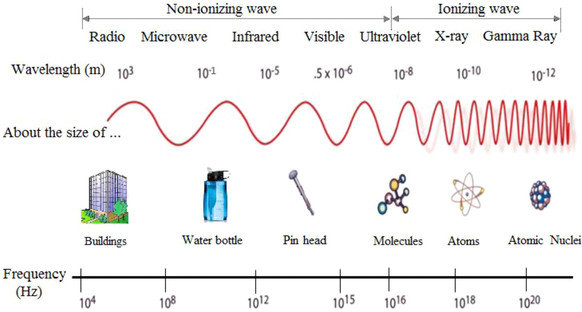 Non-ionizing wave Ionizing wave
Radio Microwave Infrared Visible Ultraviolet X-ray Gamma Ray
Wavelength (m) 10³ 10⁻¹ 10⁻⁵ .5 x 10⁻⁶ 10⁻⁸ 10⁻¹⁰ 10⁻¹²
About the size of ...
Buildings Water bottle Pin head Molecules Atoms Atomic Nuclei
Frequency
(Hz)
10⁴ 10⁸ 10¹² 10¹⁵ 10¹⁶ 10¹⁸ 10²⁰